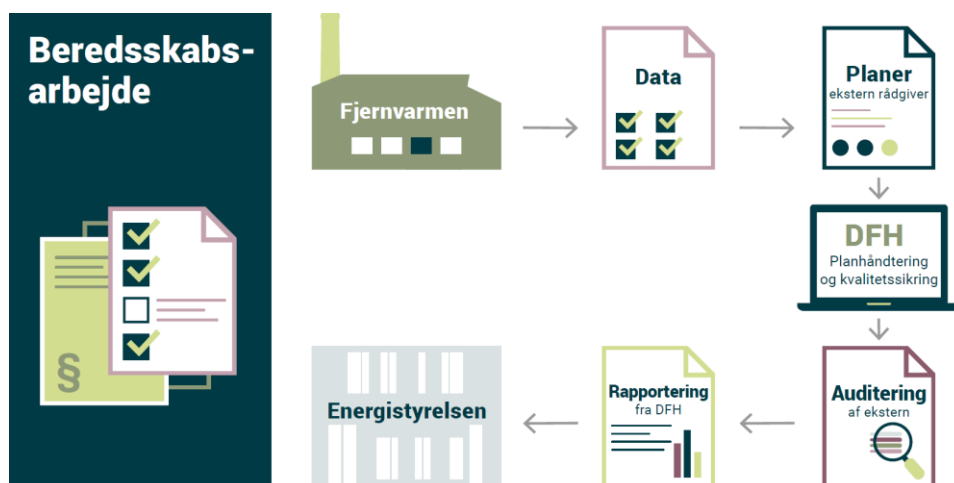 Beredsskabs-
arbejde
Fjernvarmen
Data
Planer
ekstern rådgiver
DFH
Planhåndtering
og kvalitetssikring
§
Energistyrelsen
Rapportering
fra DFH
Auditering
af ekstern